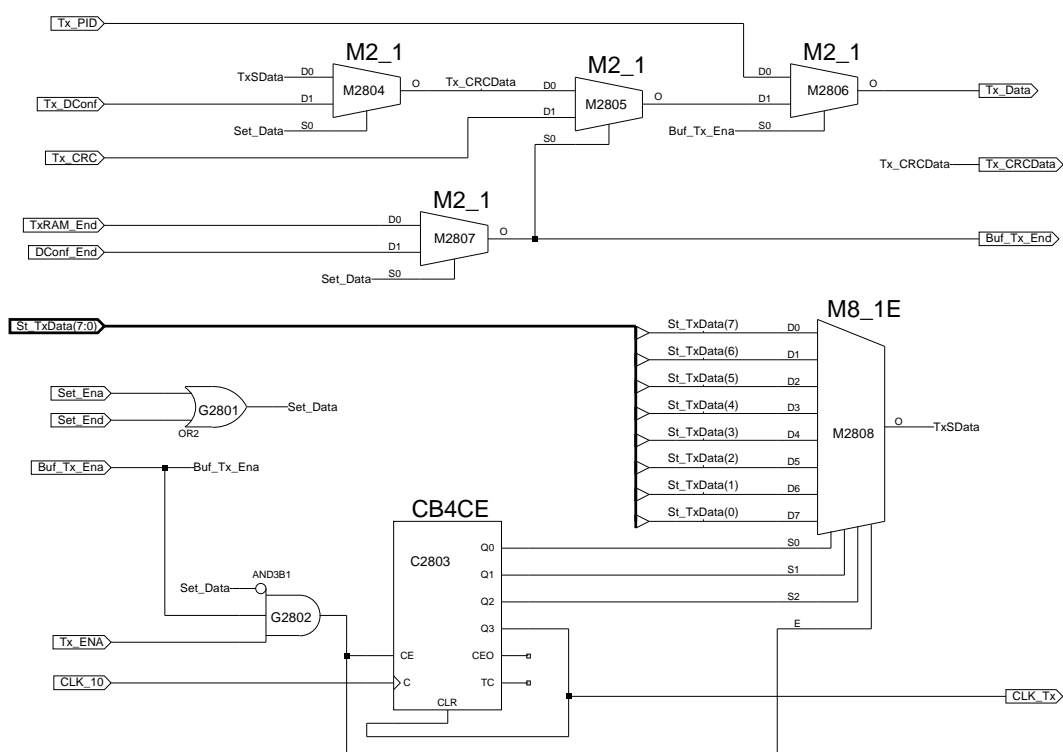 Tx_PID
M2_1
M2_1
M2_1
TxSData
D0
M2804
O
Tx_CRCData
D0
M2805
O
D0
M2806
O
Tx_Data
Tx_DConf
D1
D1
D1
Set_Data
S0
Buf_Tx_Ena
S0
S0
Tx_CRC
Tx_CRCData
Tx_CRCData
M2_1
TxRAM_End
D0
M2807
O
Buf_Tx_End
DConf_End
D1
Set_Data
S0
M8_1E
St_TxData(7:0)
St_TxData(7)
D0
St_TxData(6)
D1
St_TxData(5)
D2
St_TxData(4)
D3
St_TxData(3)
D4
St_TxData(2)
D5
St_TxData(1)
D6
St_TxData(0)
D7
M2808
O
TxSData
Set_Ena
Set_End
G2801
OR2
Set_Data
Buf_Tx_Ena
Buf_Tx_Ena
CB4CE
C2803
Q0
S0
Q1
S1
Q2
S2
Q3
E
AND3B1
Set_Data
G2802
Tx_ENA
CE
CEO
CLK_10
C
TC
CLR
CLK_Tx